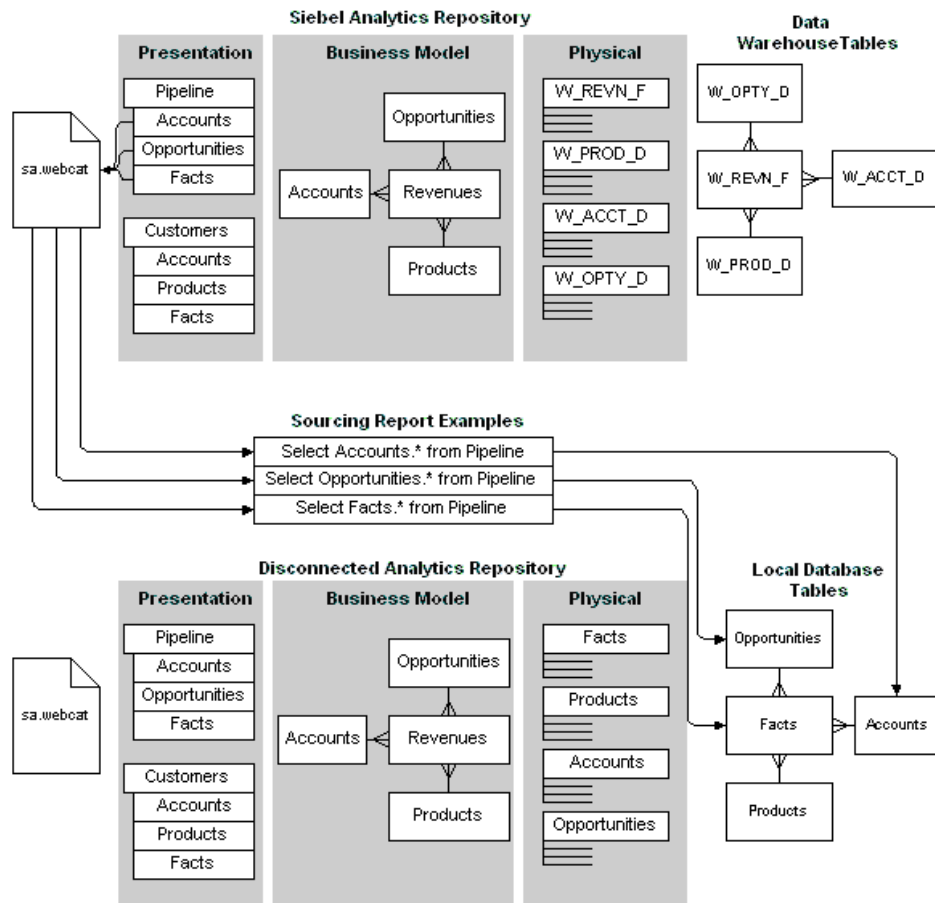 Siebel Analytics Repository
Data
Warehouse Tables
Presentation
Business Model
Physical
sa.webcat
Pipeline
Accounts
Opportunities
Facts
Customers
Accounts
Products
Facts
Opportunities
Accounts
Revenues
Products
W_REVN_F
W_PROD_D
W_ACCT_D
W_OPTY_D
W_OPTY_D
W_REVN_F
W_ACCT_D
W_PROD_D
Sourcing Report Examples
Select Accounts.* from Pipeline
Select Opportunities.* from Pipeline
Select Facts.* from Pipeline
Disconnected Analytics Repository
Local Database
Tables
Presentation
Business Model
Physical
sa.webcat
Pipeline
Accounts
Opportunities
Facts
Customers
Accounts
Products
Facts
Opportunities
Accounts
Revenues
Products
Facts
Products
Accounts
Opportunities
Opportunities
Facts
Accounts
Products